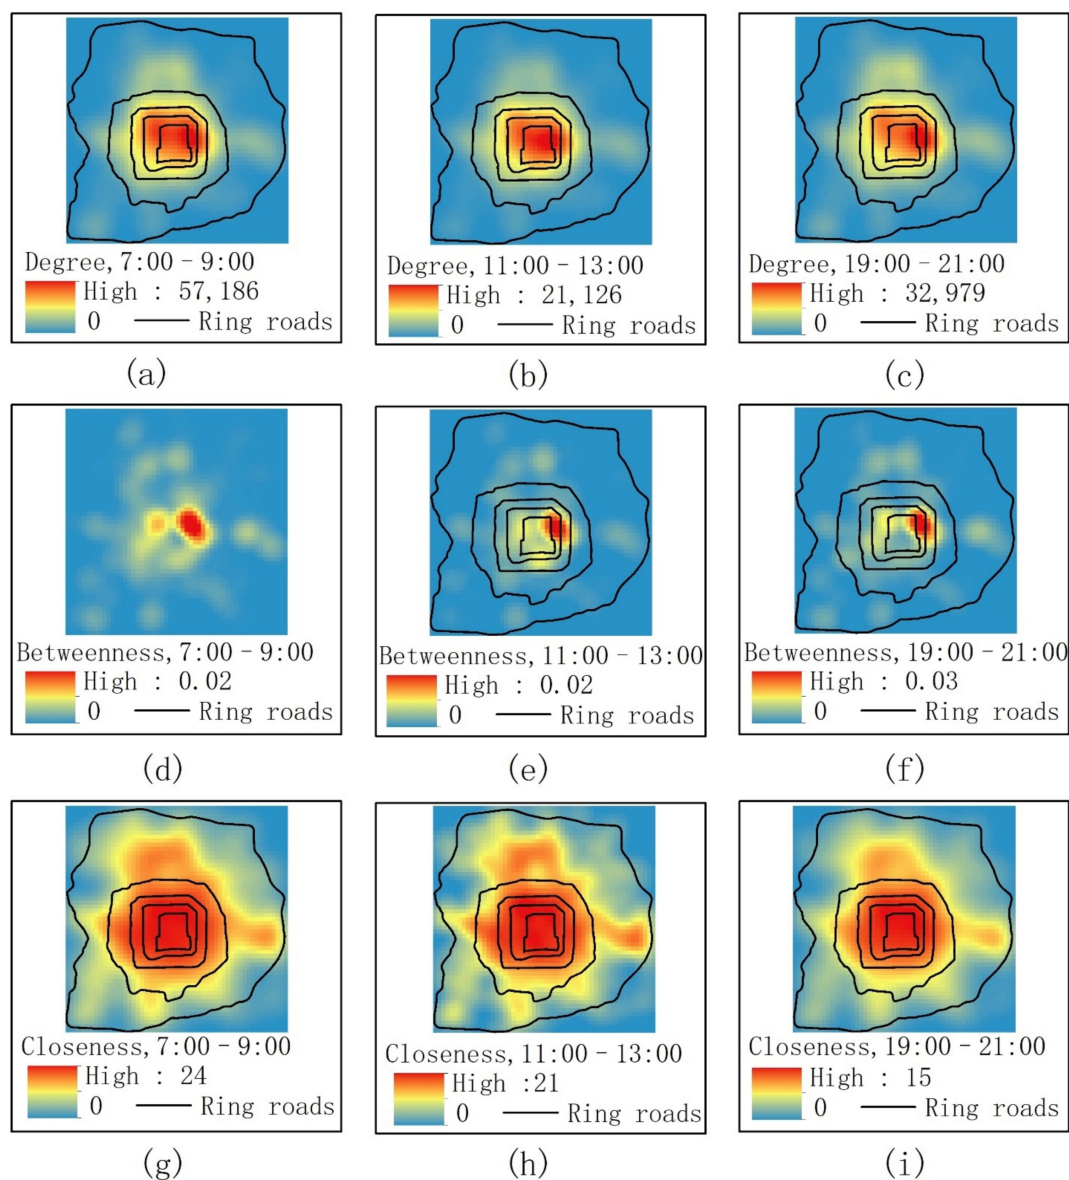 Degree, 7:00 - 9:00
High : 57,186
0 Ring roads
(a)
Degree, 11:00 - 13:00
High : 21,126
0 Ring roads
(b)
Degree, 19:00 - 21:00
High : 32,979
0 Ring roads
(c)
Betweenness, 7:00 - 9:00
High : 0.02
0 Ring roads
(d)
Betweenness, 11:00 - 13:00
High : 0.02
0 Ring roads
(e)
Betweenness, 19:00 - 21:00
High : 0.03
0 Ring roads
(f)
Closeness, 7:00 - 9:00
High : 24
0 Ring roads
(g)
Closeness, 11:00 - 13:00
High :21
0 Ring roads
(h)
Closeness, 19:00 - 21:00
High : 15
0 Ring roads
(i)